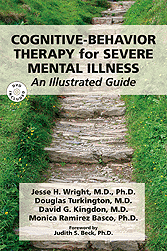 COGNITIVE-BEHAVIOR
THERAPY for SEVERE
MENTAL ILLNESS
An Illustrated Guide
Jesse H. Wright, M.D., Ph.D.
Douglas Turkington, M.D.
David G. Kingdon, M.D.
Monica Ramirez Basco, Ph.D.
Foreword by
Judith S. Beck, Ph.D.